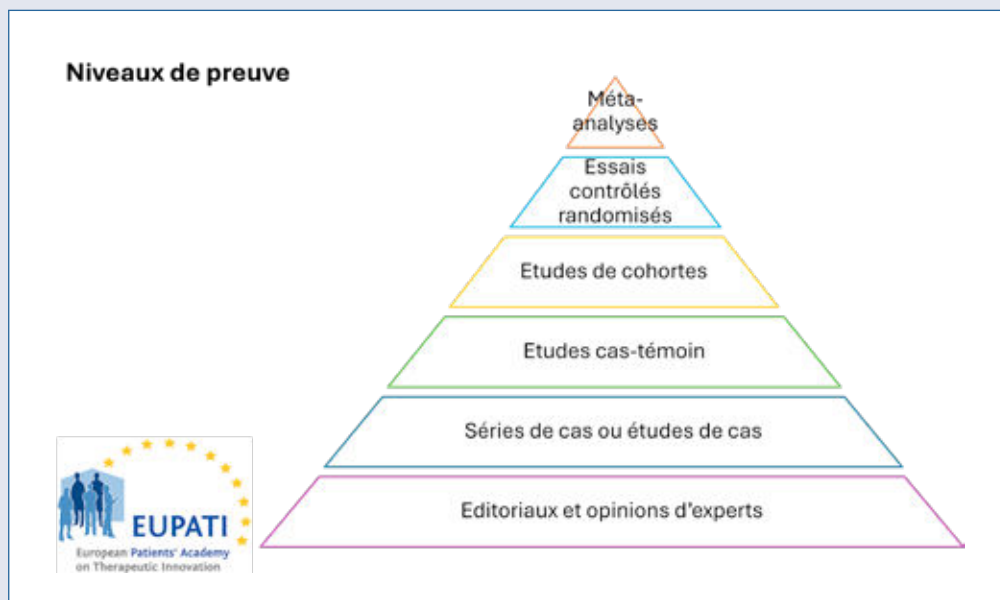 Niveaux de preuve
Méta-
analyses
Essais
contrôlés
randomisés
Etudes de cohortes
Etudes cas-témoin
Séries de cas ou études de cas
Editoriaux et opinions d'experts
EUPATI
European Patients' Academy
on Therapeutic Innovation